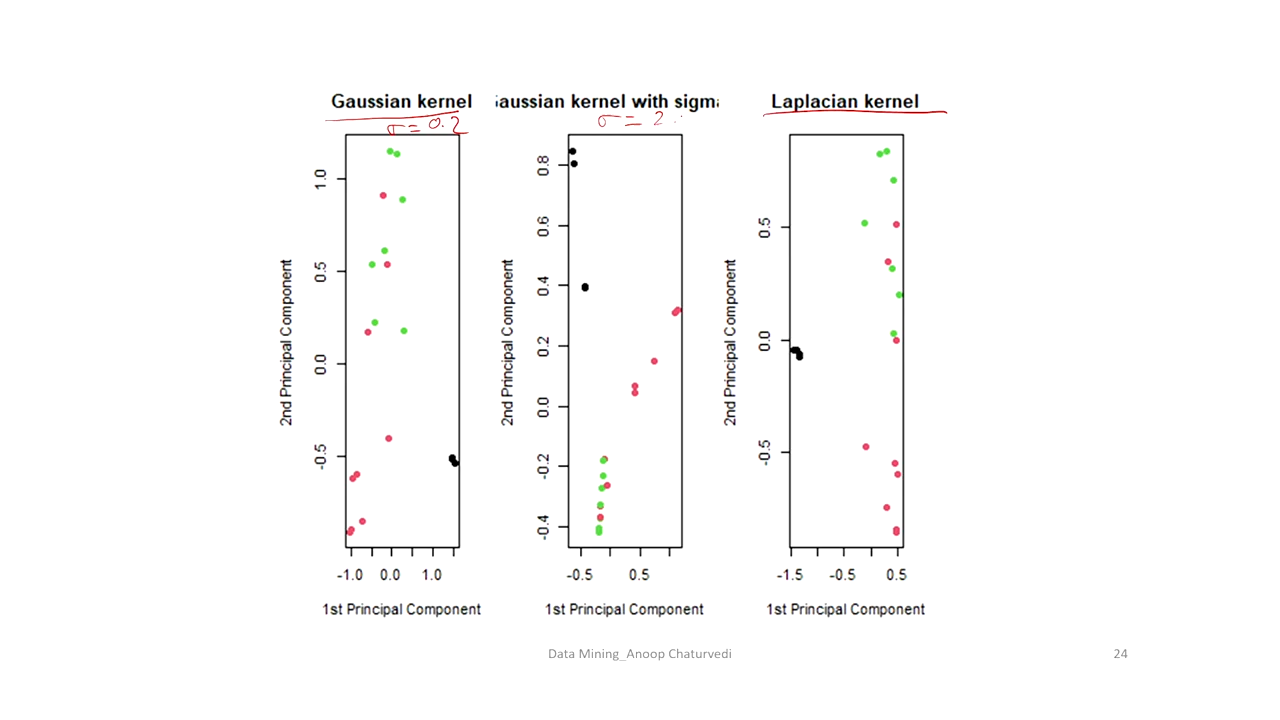 Gaussian kernel
σ = 0.2
2nd Principal Component
1.0
0.5
0.0
-0.5
-1.0 0.0 1.0
1st Principal Component
Gaussian kernel with sigma
σ = 2
2nd Principal Component
0.8
0.6
0.4
0.2
0.0
-0.2
-0.4
-0.5 0.5
1st Principal Component
Laplacian kernel
2nd Principal Component
0.5
0.0
-0.5
-1.5 -0.5 0.5
1st Principal Component
Data Mining_Anoop Chaturvedi
24